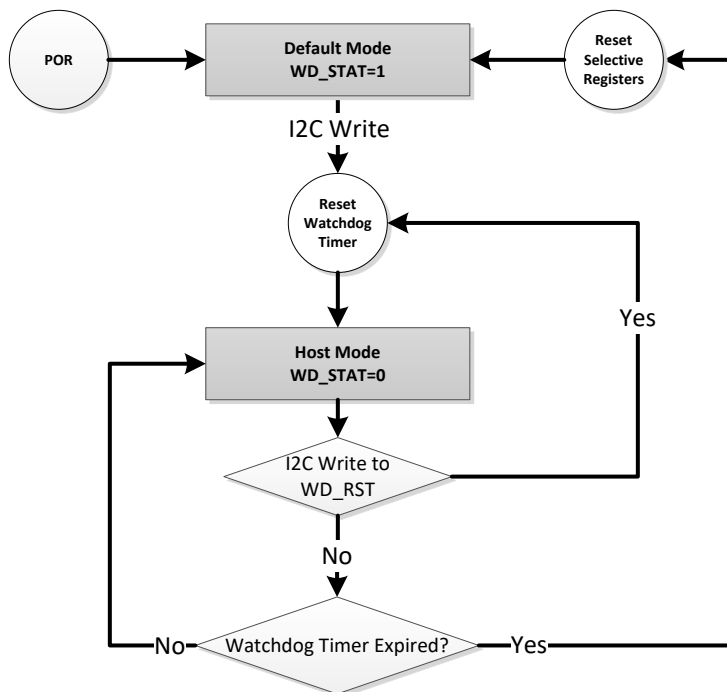 POR
Default Mode
WD_STAT=1
Reset
Selective
Registers
I2C Write
Reset
Watchdog
Timer
Yes
Host Mode
WD_STAT=0
I2C Write to
WD_RST
No
No
Watchdog Timer Expired?
Yes